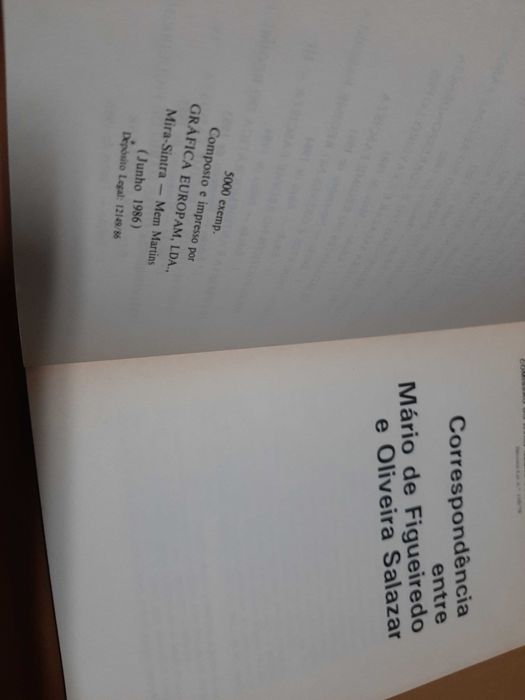 5000 exemp.
Composto e impresso por
GRÁFICA EUROPAM, LDA.,
Mira-Sintra — Mem Martins
(Junho 1986)
Depósito Legal: 12149/86
Correspondência
entre
Mário de Figueiredo
e Oliveira Salazar